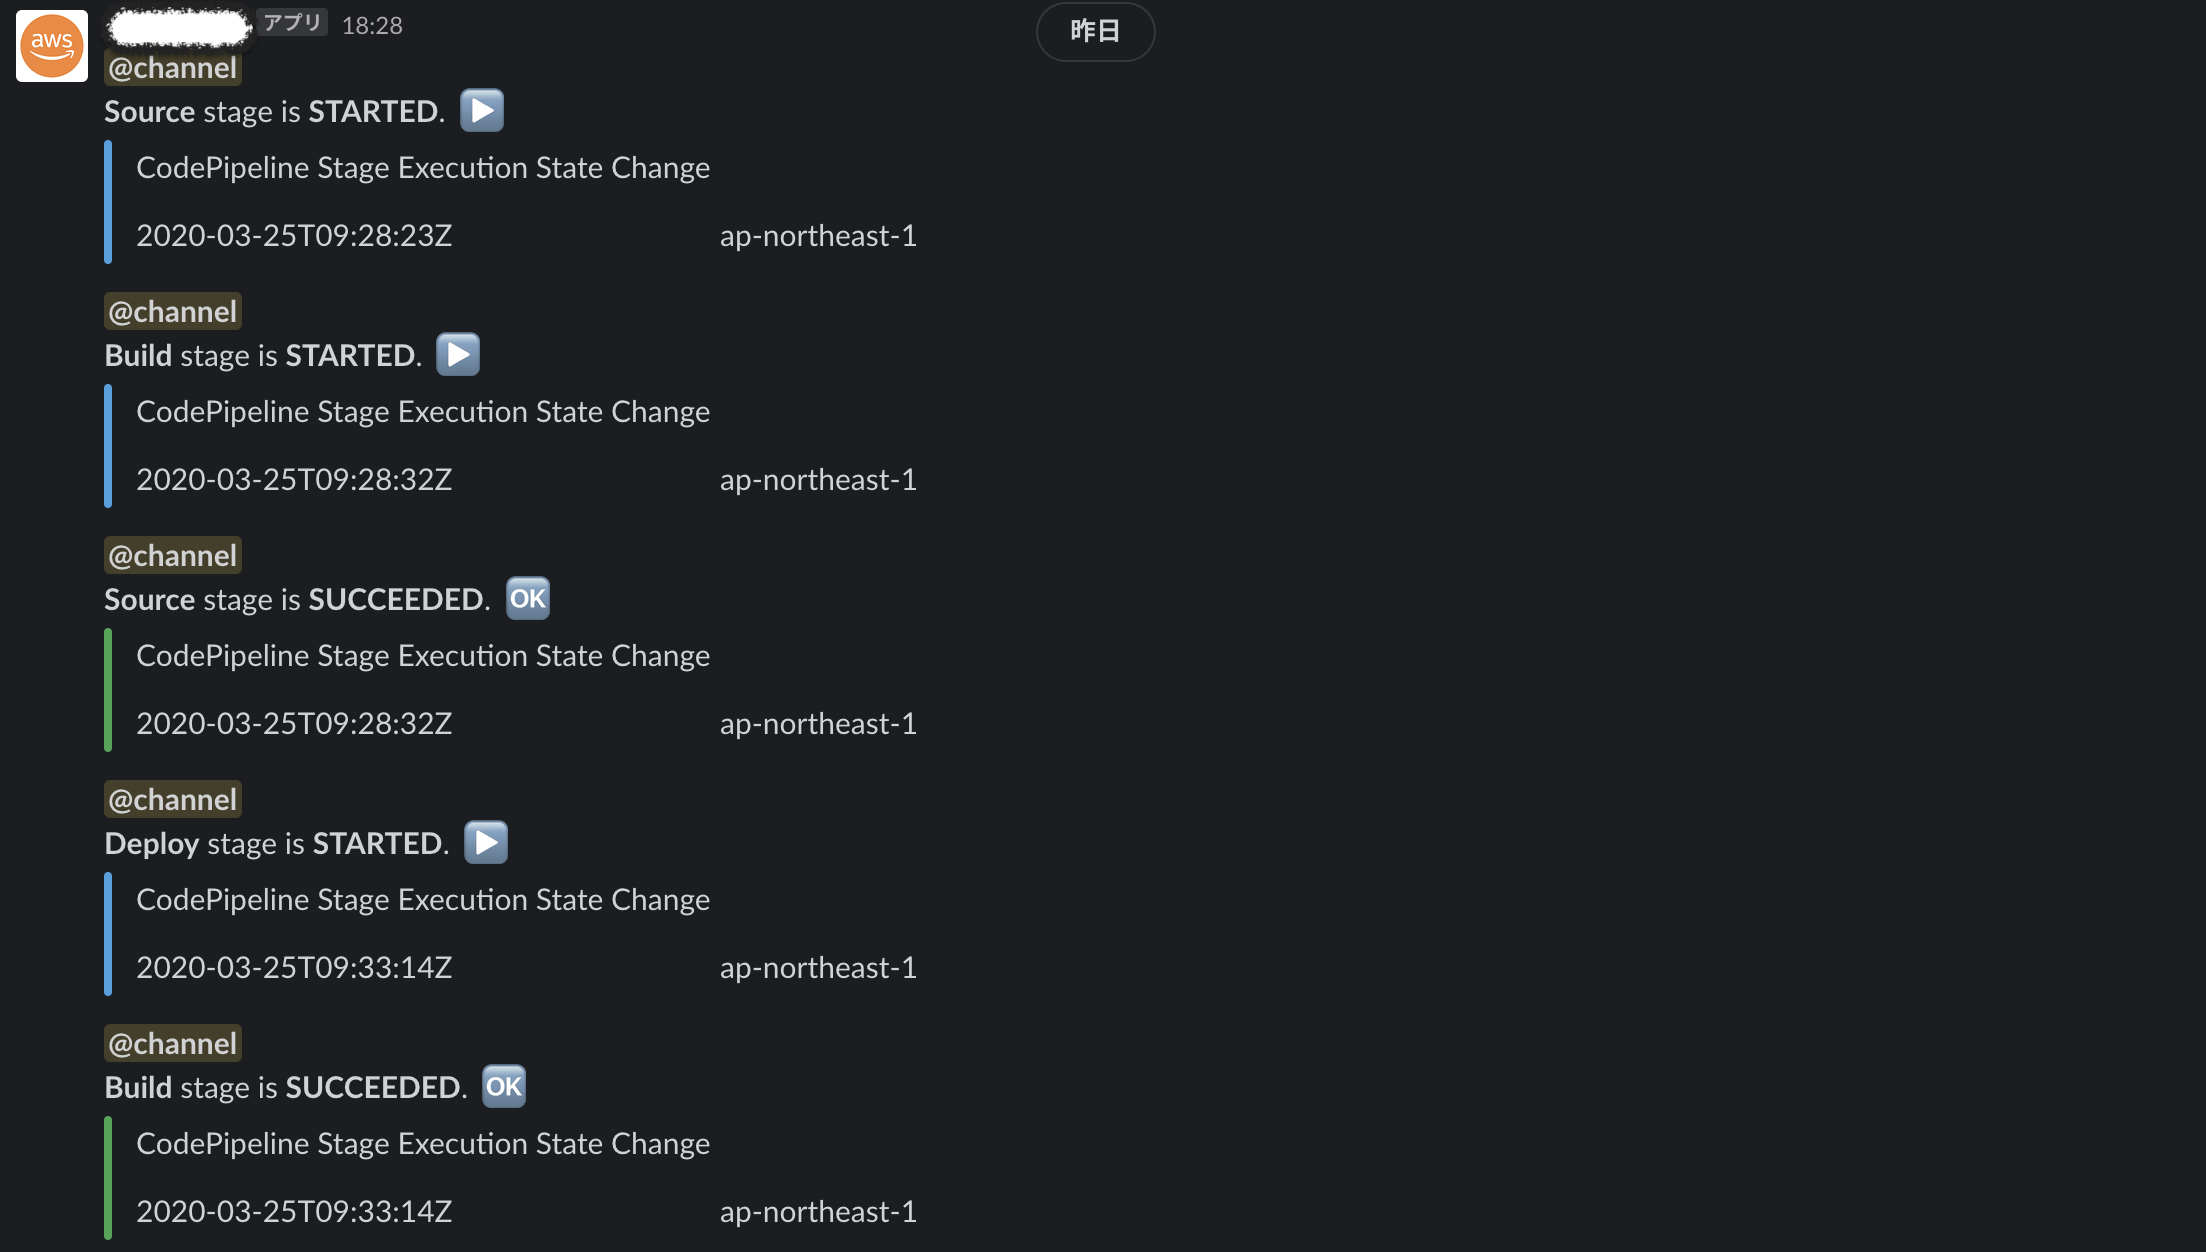 aws
アプリ 18:28
昨日
@channel
Source stage is STARTED.
CodePipeline Stage Execution State Change
2020-03-25T09:28:23Z ap-northeast-1
@channel
Build stage is STARTED.
CodePipeline Stage Execution State Change
2020-03-25T09:28:32Z ap-northeast-1
@channel
Source stage is SUCCEEDED. OK
CodePipeline Stage Execution State Change
2020-03-25T09:28:32Z ap-northeast-1
@channel
Deploy stage is STARTED.
CodePipeline Stage Execution State Change
2020-03-25T09:33:14Z ap-northeast-1
@channel
Build stage is SUCCEEDED. OK
CodePipeline Stage Execution State Change
2020-03-25T09:33:14Z ap-northeast-1